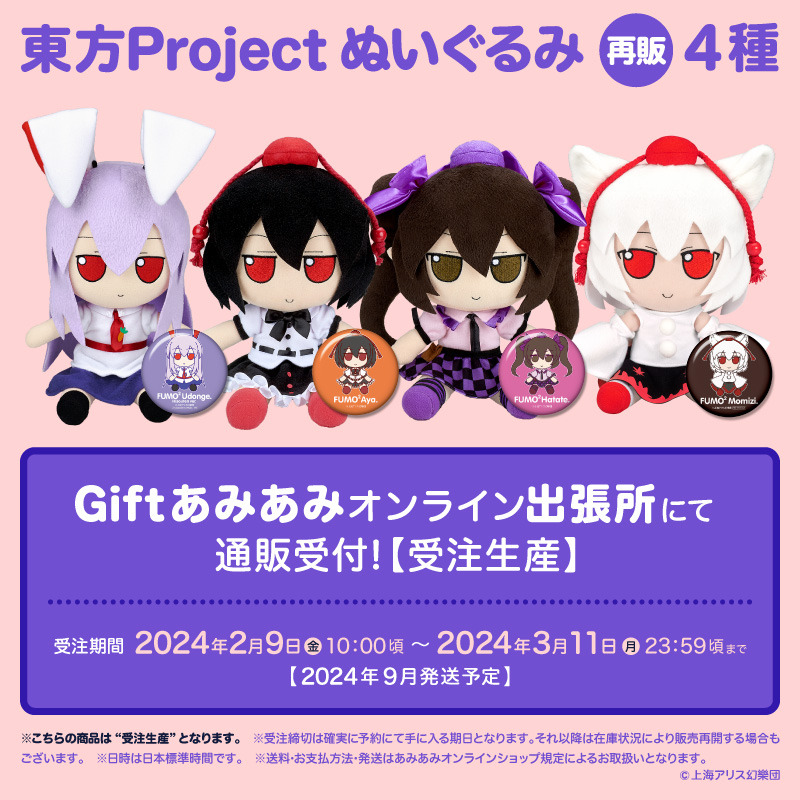 東方Project ぬいぐるみ 再販 4種
FUMO²Udonge.
FUMO²Aya.
FUMO²Hatate.
FUMO²Momizi.
Giftあみあみオンライン出張所にて
通販受付!【受注生産】
受注期間 2024年2月9日金10:00頃 ～ 2024年3月11日月23:59頃まで
【2024年9月発送予定】
※こちらの商品は“受注生産”となります。 ※受注締切は確実に予約にて手に入る期日となります。それ以降は在庫状況により販売再開する場合も
ございます。 ※日時は日本標準時間です。 ※送料・お支払方法・発送はあみあみオンラインショップ規定によるお取扱いとなります。
©上海アリス幻樂団